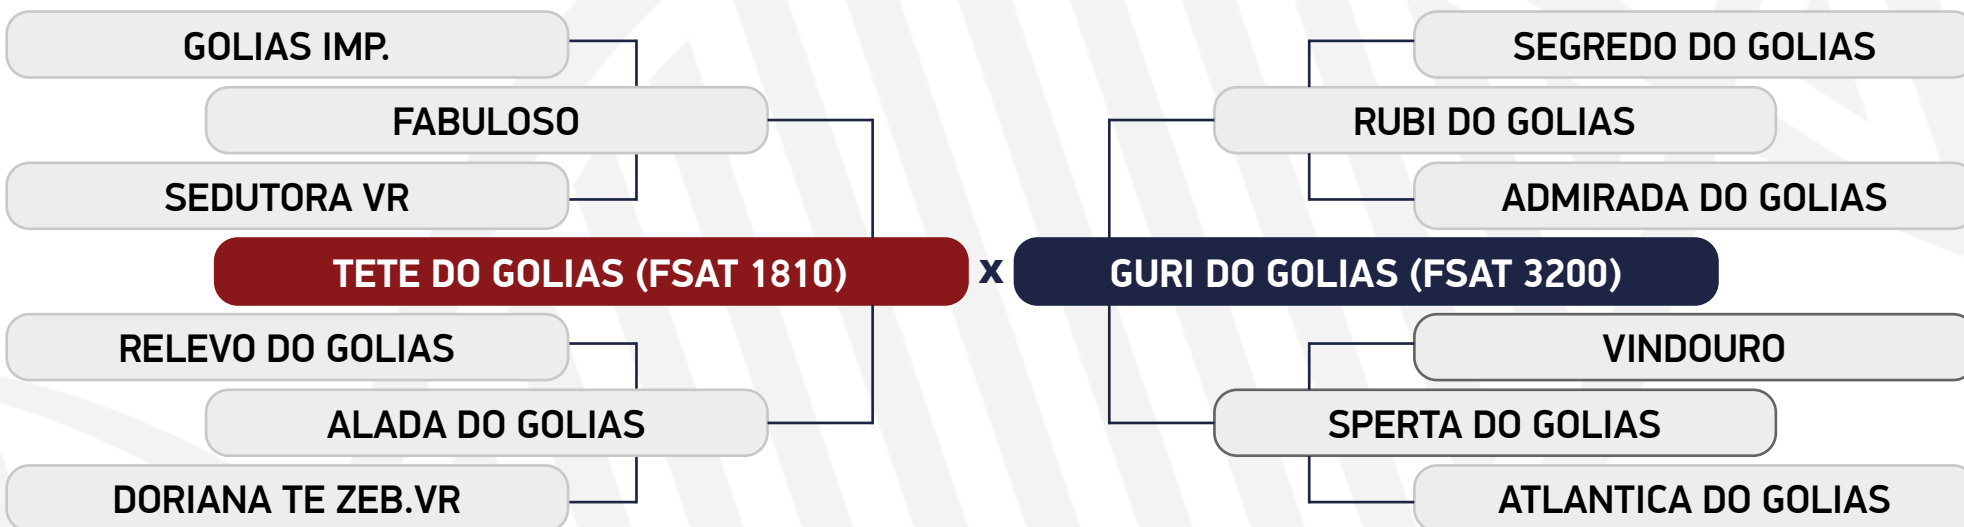 GOLIAS IMP.
SEGREDO DO GOLIAS
FABULOSO
RUBI DO GOLIAS
SEDUTORA VR
ADMIRADA DO GOLIAS
TETE DO GOLIAS (FSAT 1810)
x
GURI DO GOLIAS (FSAT 3200)
RELEVO DO GOLIAS
VINDOURO
ALADA DO GOLIAS
SPERTA DO GOLIAS
DORIANA TE ZEB.VR
ATLANTICA DO GOLIAS